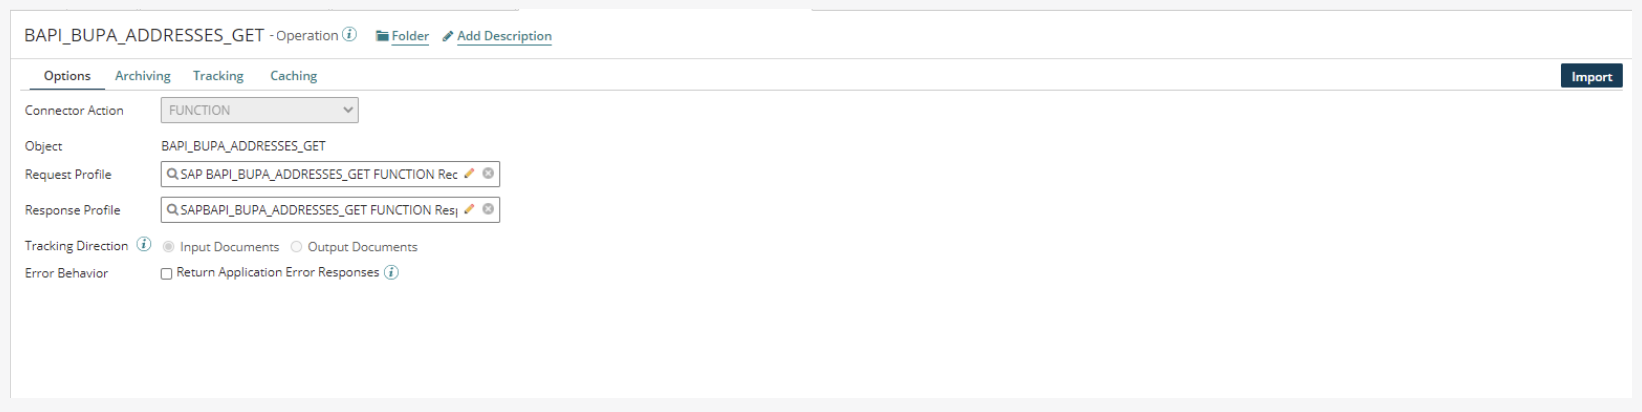 BAPI_BUPA_ADDRESSES_GET - Operation i Folder Add Description
Options Archiving Tracking Caching Import
Connector Action FUNCTION
Object BAPI_BUPA_ADDRESSES_GET
Request Profile SAP BAPI_BUPA_ADDRESSES_GET FUNCTION Rec
Response Profile SAPBAPI_BUPA_ADDRESSES_GET FUNCTION Resp
Tracking Direction i Input Documents Output Documents
Error Behavior Return Application Error Responses i